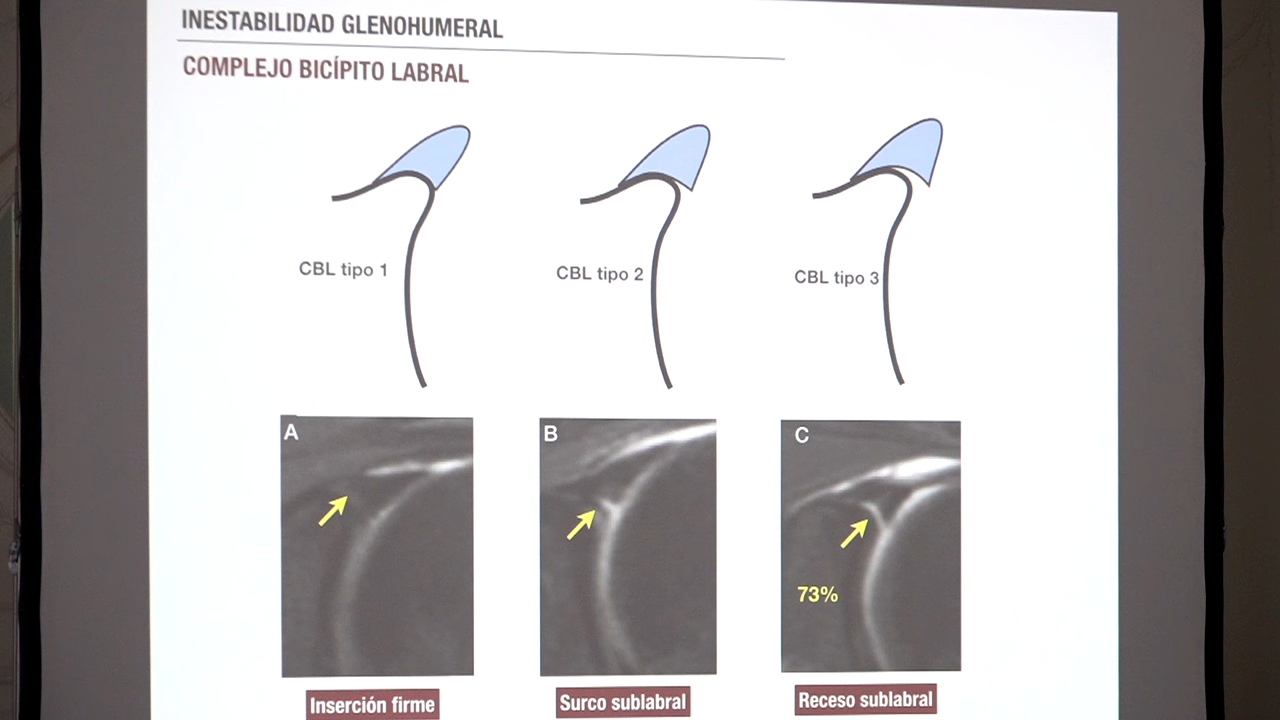 INESTABILIDAD GLENOHUMERAL
COMPLEJO BICÍPITO LABRAL
CBL tipo 1
CBL tipo 2
CBL tipo 3
A
B
C
73%
Inserción firme
Surco sublabral
Receso sublabral